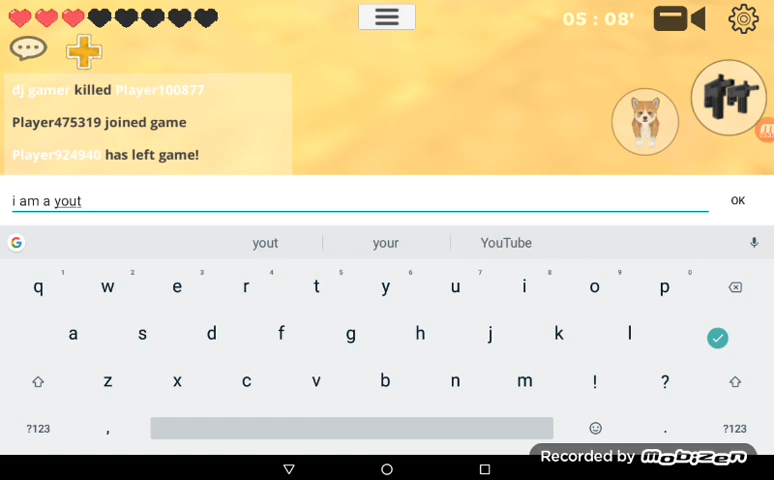 05 : 08'
dj gamer killed Player100877
Player475319 joined game
Player924940 has left game!
i am a yout
OK
yout your YouTube
1 2 3 4 5 6 7 8 9 0
q w e r t y u i o p
a s d f g h j k l
z x c v b n m ! ?
?123 , . ?123
Recorded by mobizen